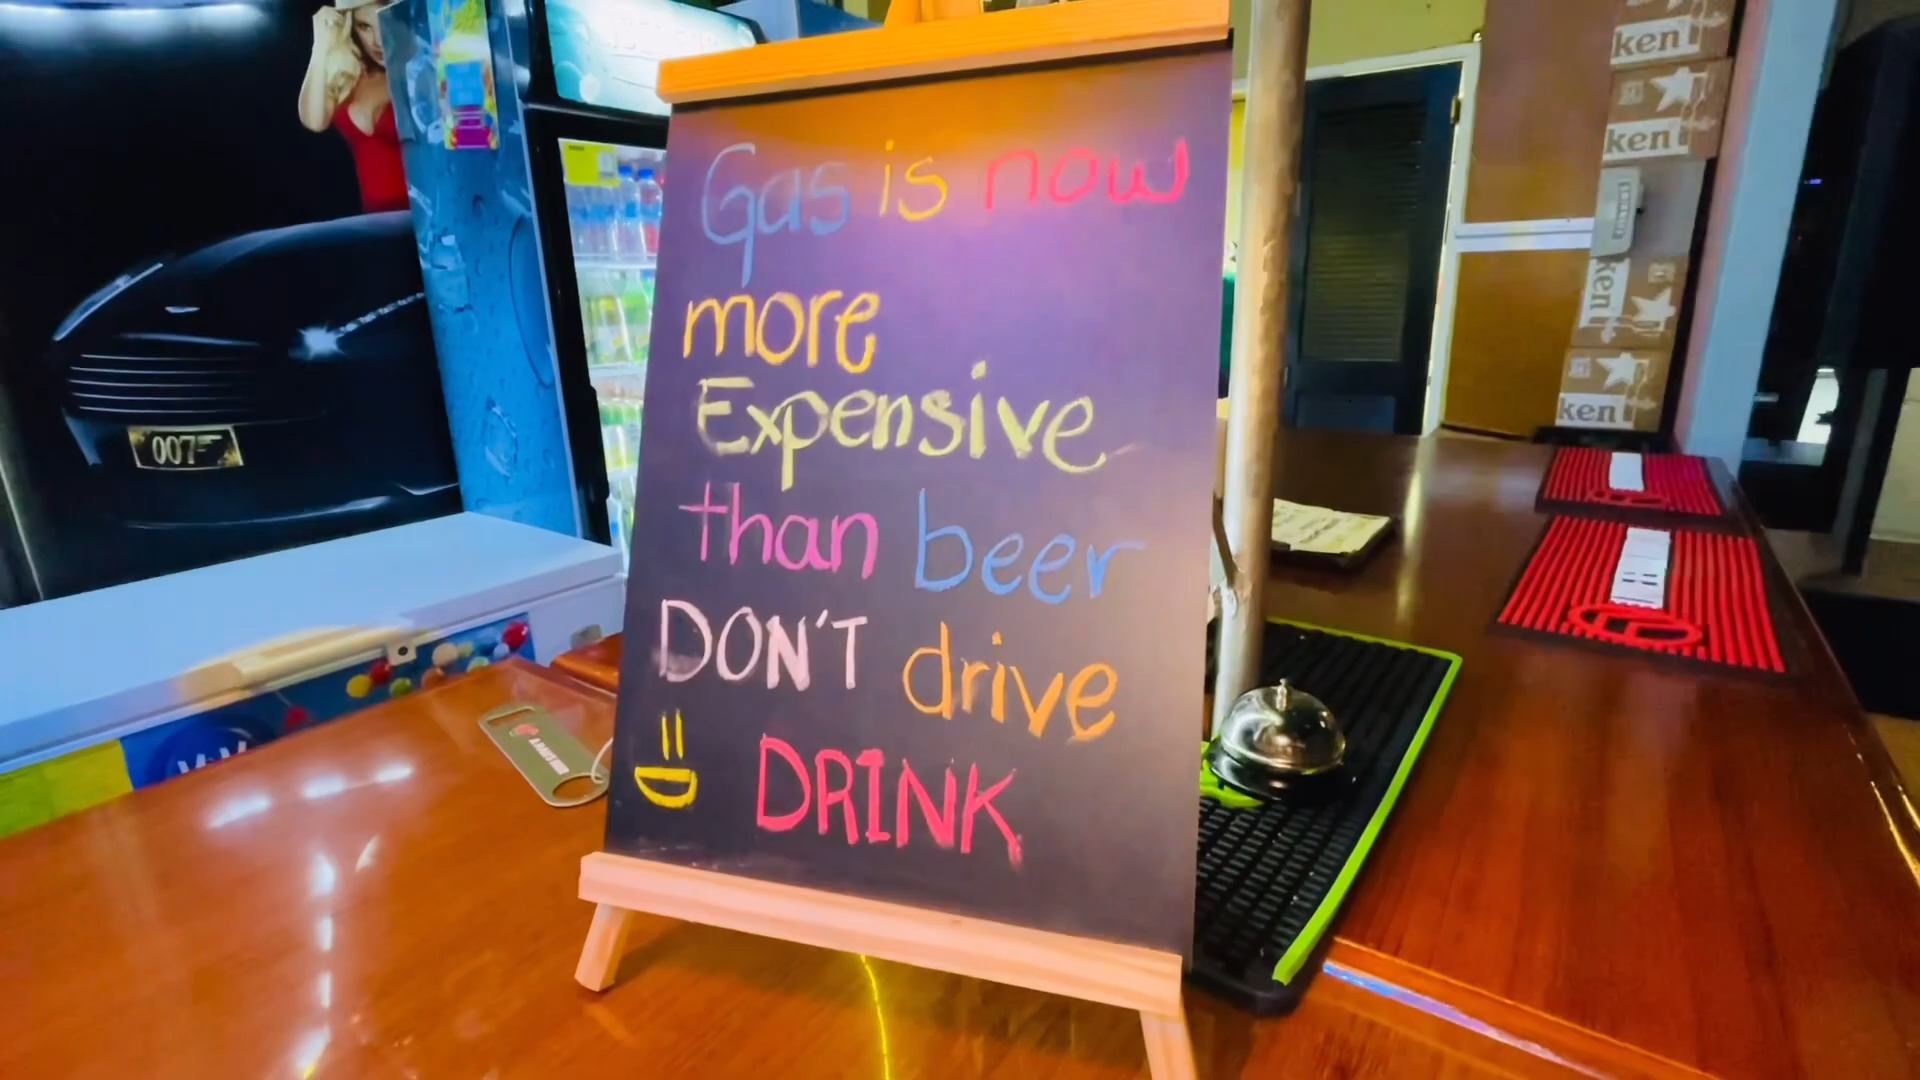 Gas is now
more
Expensive
than beer
DON'T drive
DRINK
007
ken
ken
ken
ken